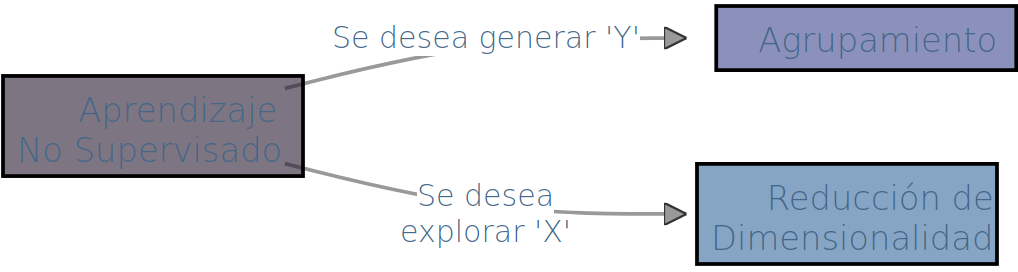 Se desea generar 'Y'
Agrupamiento
Aprendizaje
No Supervisado
Se desea
explorar 'X'
Reducción de
Dimensionalidad